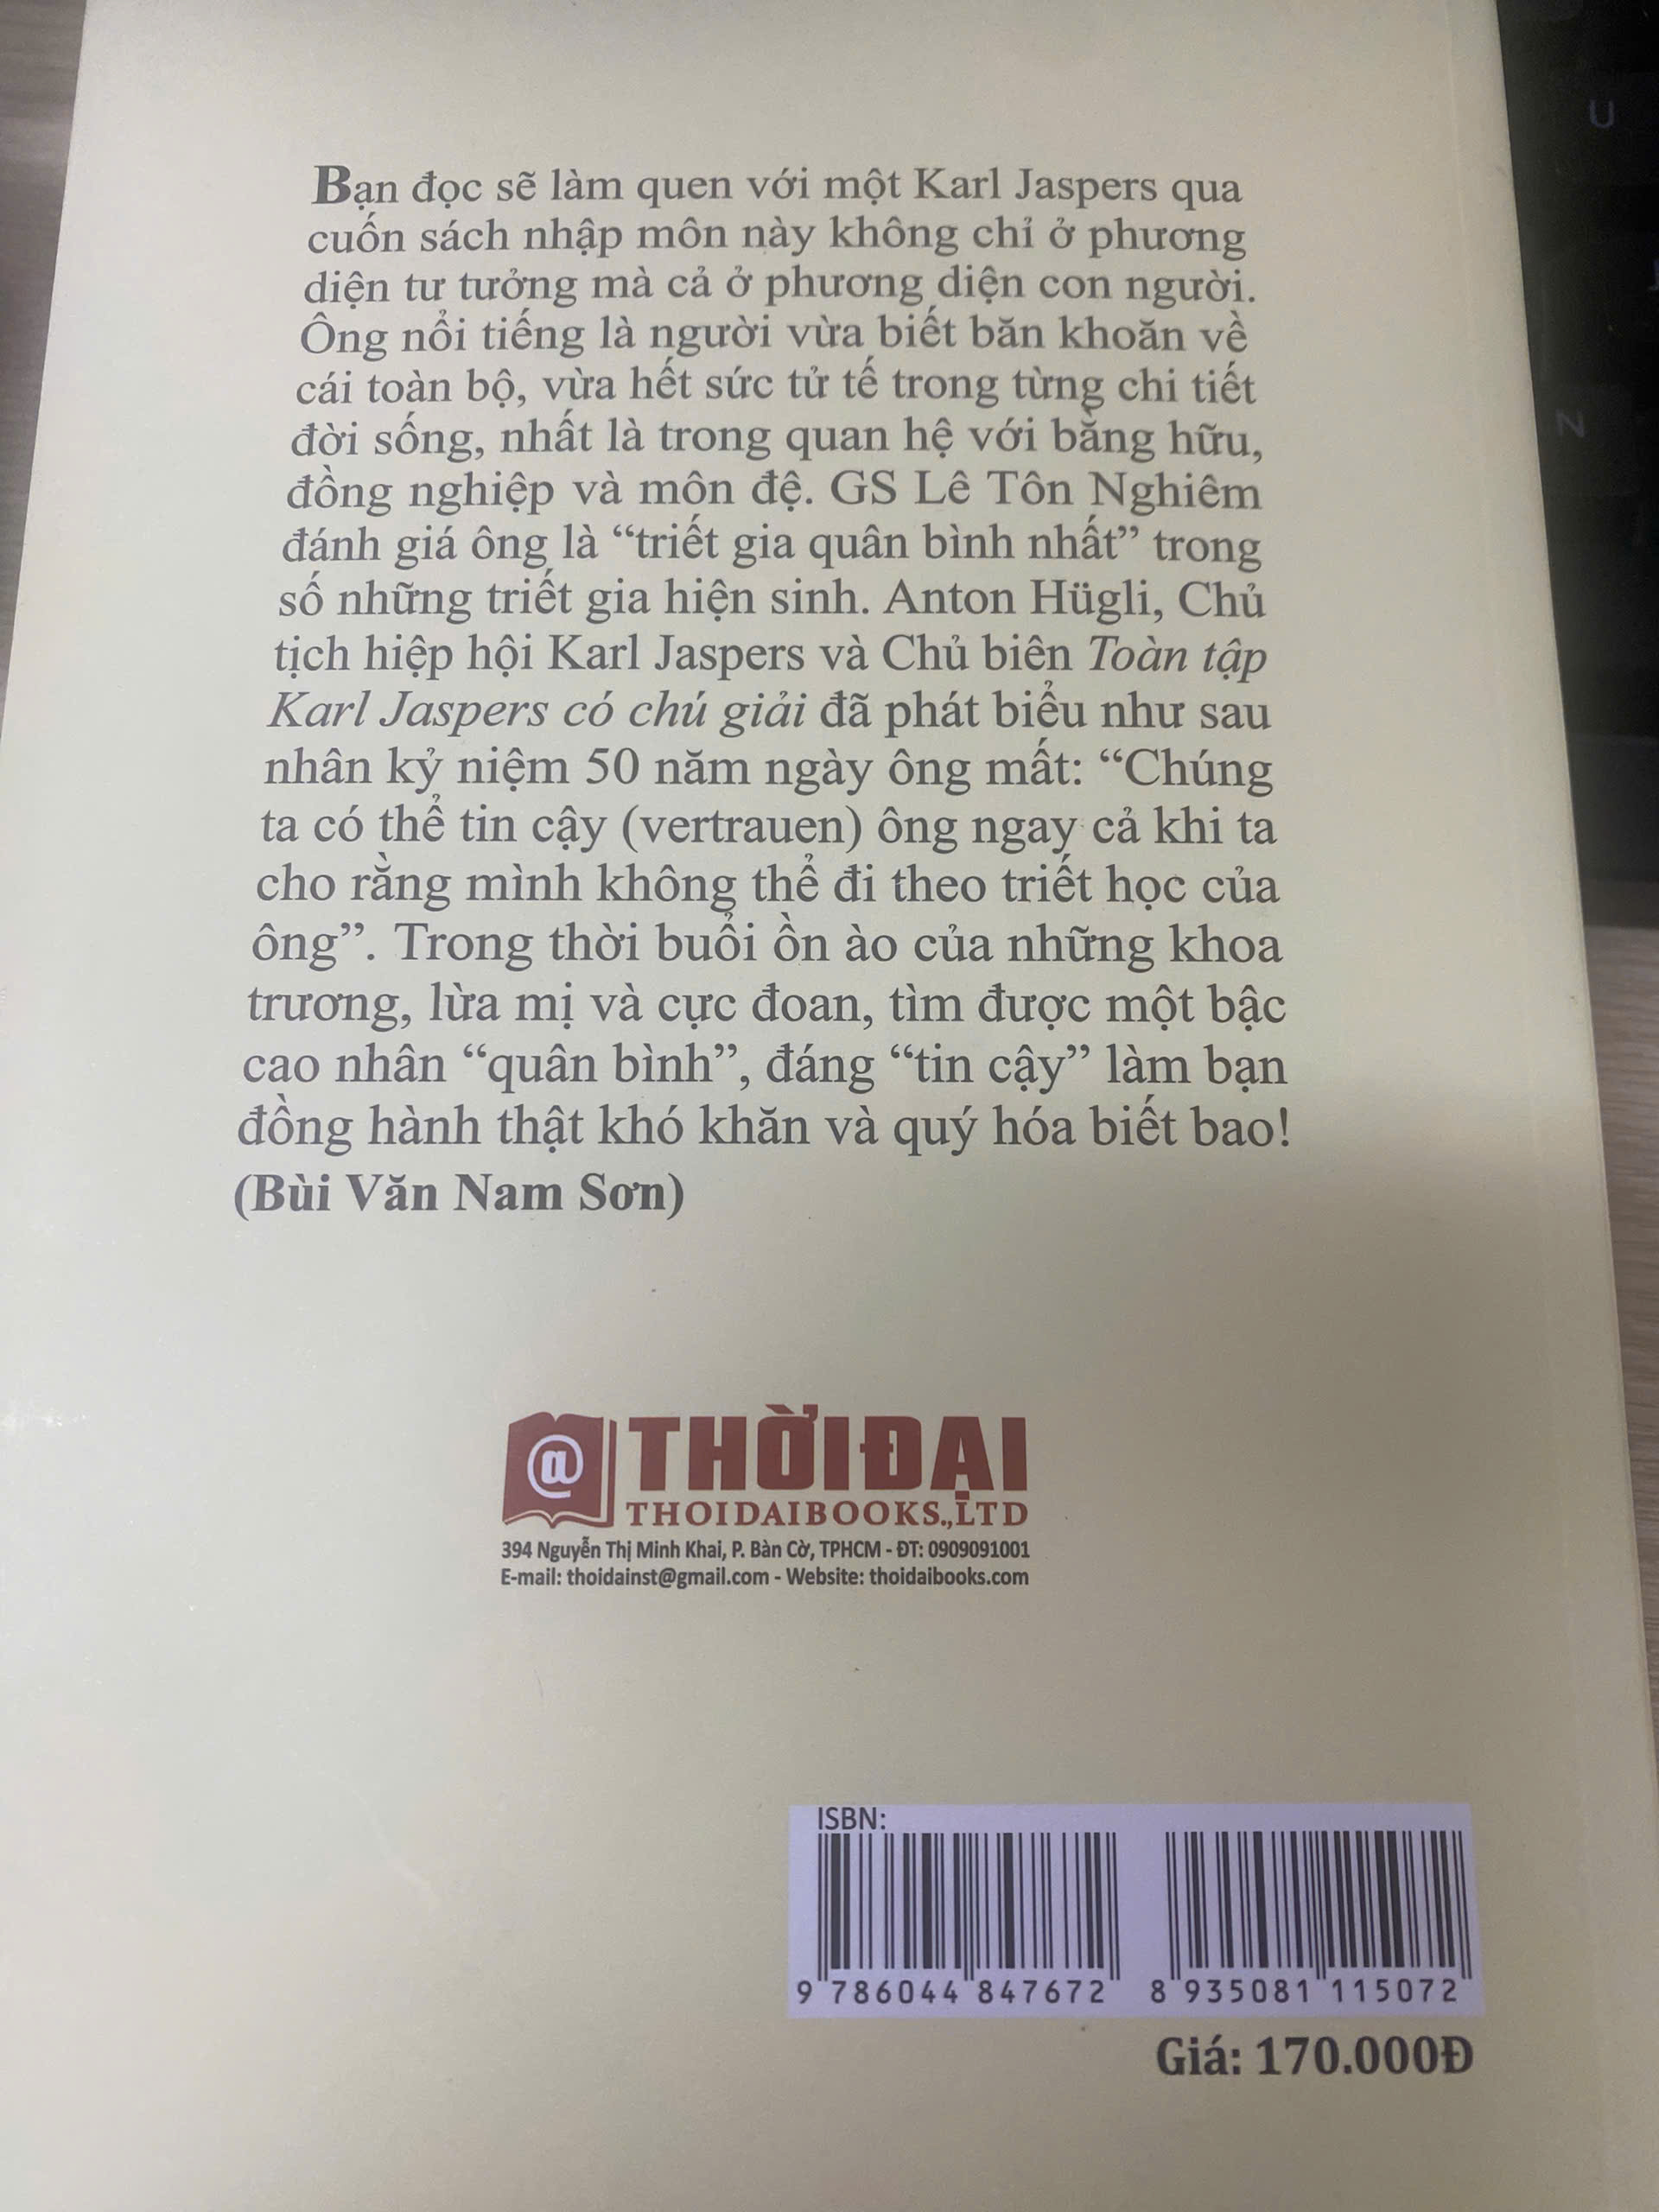 Bạn đọc sẽ làm quen với một Karl Jaspers qua
cuốn sách nhập môn này không chỉ ở phương
diện tư tưởng mà cả ở phương diện con người.
Ông nổi tiếng là người vừa biết băn khoăn về
cái toàn bộ, vừa hết sức tử tế trong từng chi tiết
đời sống, nhất là trong quan hệ với bằng hữu,
đồng nghiệp và môn đệ. GS Lê Tôn Nghiêm
đánh giá ông là “triết gia quân bình nhất” trong
số những triết gia hiện sinh. Anton Hügli, Chủ
tịch hiệp hội Karl Jaspers và Chủ biên Toàn tập
Karl Jaspers có chú giải đã phát biểu như sau
nhân kỷ niệm 50 năm ngày ông mất: “Chúng
ta có thể tin cậy (vertrauen) ông ngay cả khi ta
cho rằng mình không thể đi theo triết học của
ông”. Trong thời buổi ồn ào của những khoa
trương, lừa mị và cực đoan, tìm được một bậc
cao nhân “quân bình”, đáng “tin cậy” làm bạn
đồng hành thật khó khăn và quý hóa biết bao!
(Bùi Văn Nam Sơn)
@ THỜI ĐẠI
THOIDAIBOOKS.,LTD
394 Nguyễn Thị Minh Khai, P. Bàn Cờ, TPHCM - ĐT: 0909091001
E-mail: thoidainst@gmail.com - Website: thoidaibooks.com
ISBN:
9 786044 847672 8 935081 115072
Giá: 170.000Đ
U
N